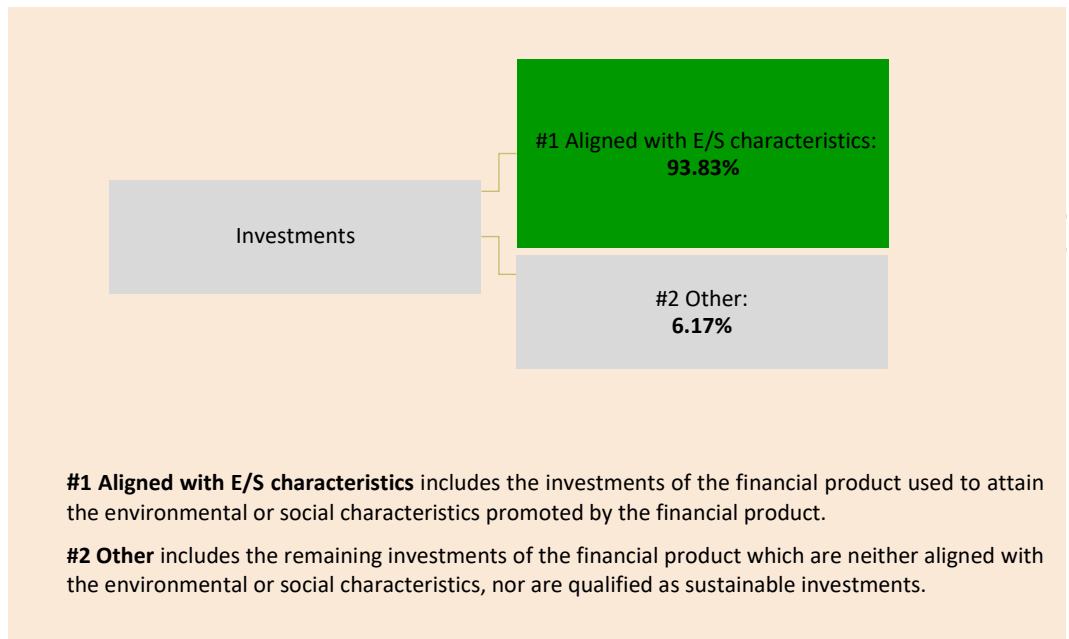 #1 Aligned with E/S characteristics:
93.83%
Investments
#2 Other:
6.17%
#1 Aligned with E/S characteristics includes the investments of the financial product used to attain
the environmental or social characteristics promoted by the financial product.
#2 Other includes the remaining investments of the financial product which are neither aligned with
the environmental or social characteristics, nor are qualified as sustainable investments.